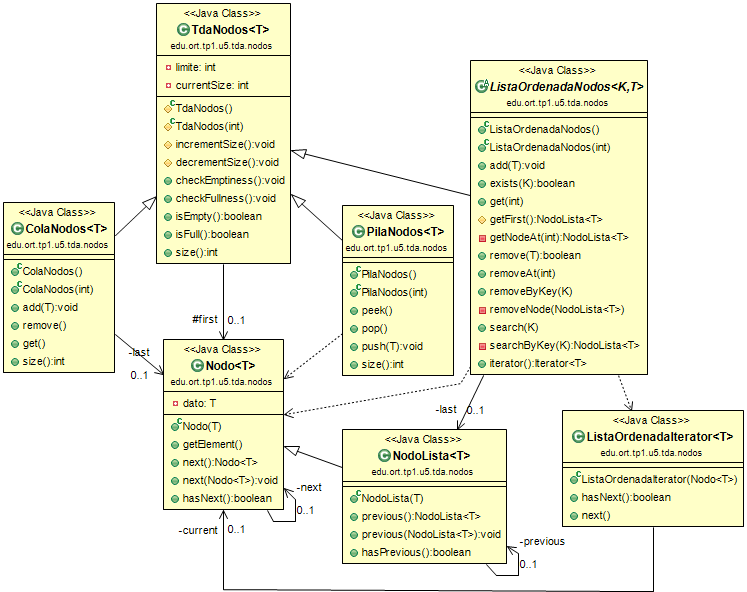 <<Java Class>>
TdaNodos<T>
edu.ort.tp1.u5.tda.nodos
limite: int
currentSize: int
TdaNodos()
TdaNodos(int)
incrementSize():void
decrementSize():void
checkEmptiness():void
checkFullness():void
isEmpty():boolean
isFull():boolean
size():int
<<Java Class>>
ListaOrdenadaNodos<K,T>
edu.ort.tp1.u5.tda.nodos
ListaOrdenadaNodos()
ListaOrdenadaNodos(int)
add(T):void
exists(K):boolean
get(int)
getFirst():NodoLista<T>
getNodeAt(int):NodoLista<T>
remove(T):boolean
removeAt(int)
removeByKey(K)
removeNode(NodoLista<T>)
search(K)
searchByKey(K):NodoLista<T>
iterator():Iterator<T>
<<Java Class>>
ColaNodos<T>
edu.ort.tp1.u5.tda.nodos
ColaNodos()
ColaNodos(int)
add(T):void
remove()
get()
size():int
<<Java Class>>
PilaNodos<T>
edu.ort.tp1.u5.tda.nodos
PilaNodos()
PilaNodos(int)
peek()
pop()
push(T):void
size():int
#first
0..1
-last
0..1
<<Java Class>>
Nodo<T>
edu.ort.tp1.u5.tda.nodos
dato: T
Nodo(T)
getElement()
next():Nodo<T>
next(Nodo<T>):void
hasNext():boolean
-next
0..1
-current
0..1
-last
0..1
<<Java Class>>
NodoLista<T>
edu.ort.tp1.u5.tda.nodos
NodoLista(T)
previous():NodoLista<T>
previous(NodoLista<T>):void
hasPrevious():boolean
-previous
0..1
<<Java Class>>
ListaOrdenadaIterator<T>
edu.ort.tp1.u5.tda.nodos
ListaOrdenadaIterator(Nodo<T>)
hasNext():boolean
next()